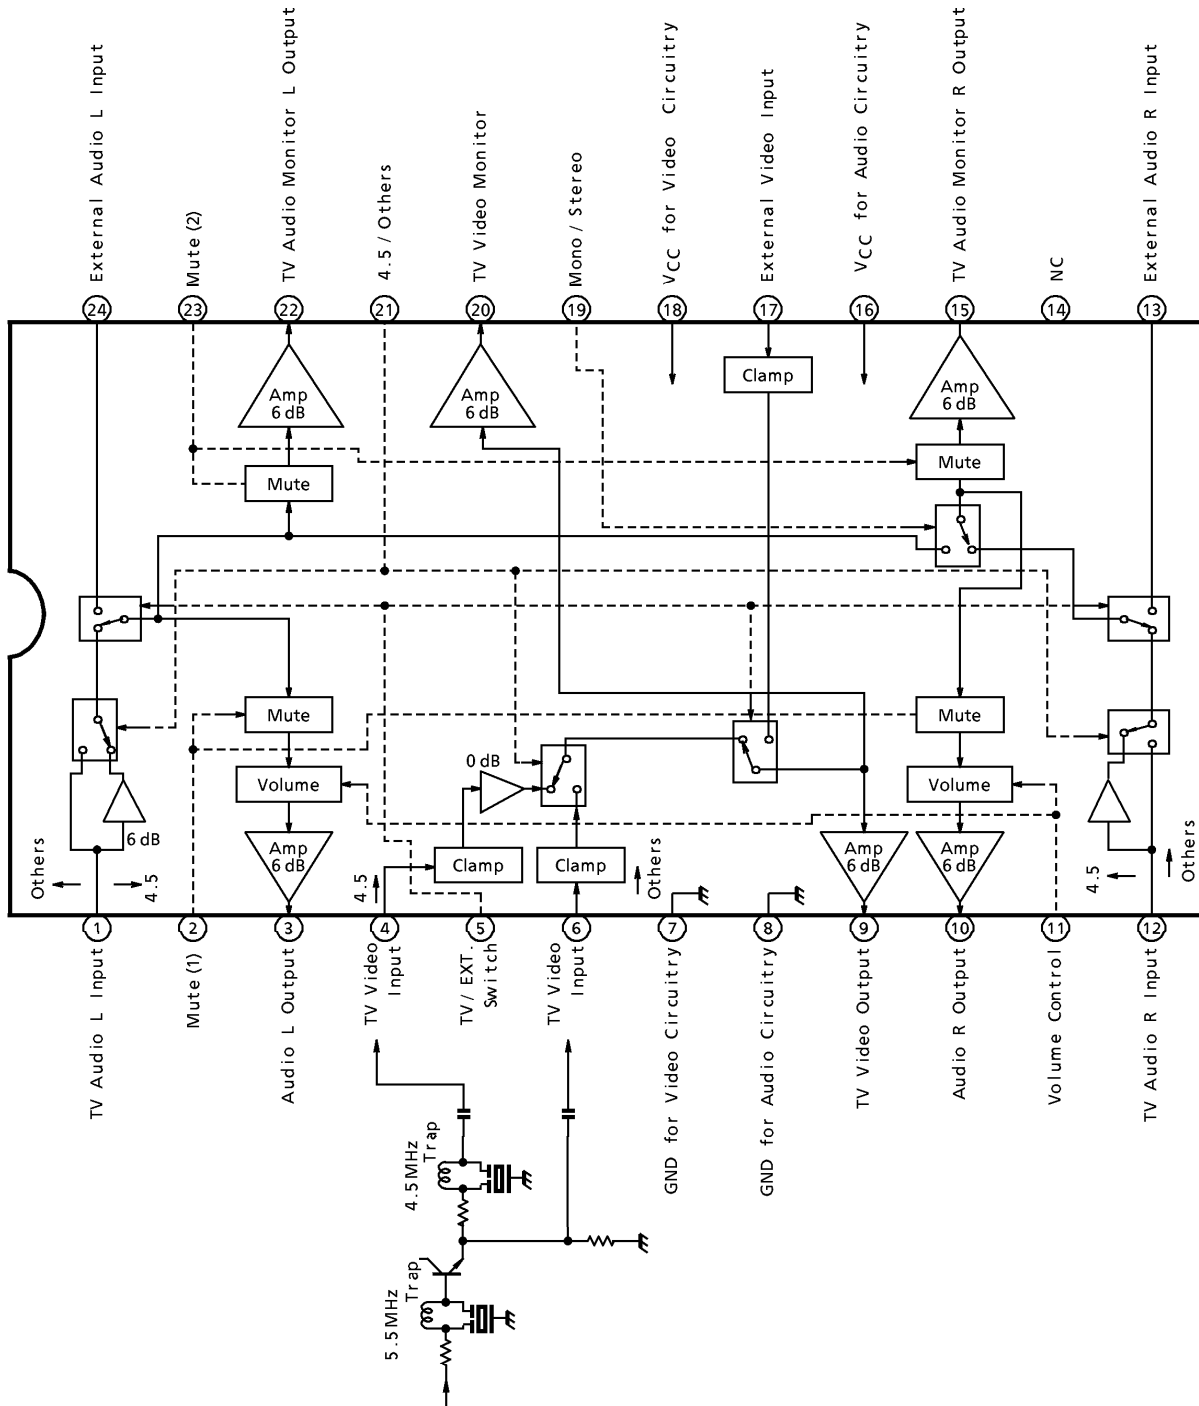 External Audio L Input
Mute (2)
TV Audio Monitor L Output
4.5 / Others
TV Video Monitor
Mono / Stereo
VCC for Video Circuitry
External Video Input
VCC for Audio Circuitry
TV Audio Monitor R Output
NC
External Audio R Input
24
23
22
21
20
19
18
17
16
15
14
13
Amp
6 dB
Amp
6 dB
Clamp
Amp
6 dB
Mute
Mute
Mute
Mute
0 dB
Volume
Volume
6 dB
Amp
6 dB
Clamp
Clamp
Amp
6 dB
Amp
6 dB
Others
4.5
4.5
Others
4.5
Others
1
2
3
4
5
6
7
8
9
10
11
12
TV Audio L Input
Mute (1)
Audio L Output
TV Video
Input
TV / EXT.
Switch
TV Video
Input
GND for Video Circuitry
GND for Audio Circuitry
TV Video Output
Audio R Output
Volume Control
TV Audio R Input
4.5MHz
Trap
5.5MHz
Trap